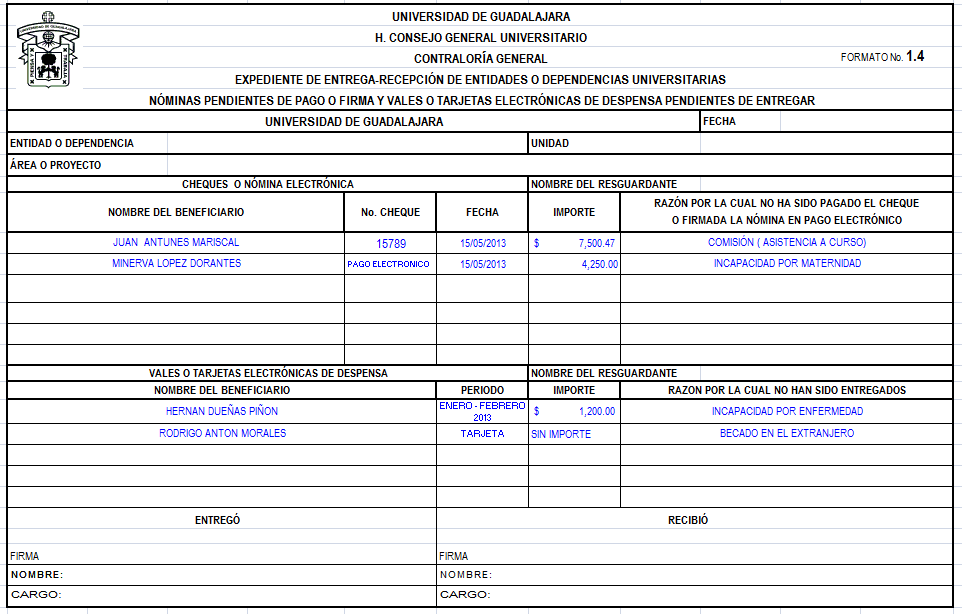 UNIVERSIDAD DE GUADALAJARA
H. CONSEJO GENERAL UNIVERSITARIO
CONTRALORÍA GENERAL
FORMATO No. 1.4
EXPEDIENTE DE ENTREGA-RECEPCIÓN DE ENTIDADES O DEPENDENCIAS UNIVERSITARIAS
NÓMINAS PENDIENTES DE PAGO O FIRMA Y VALES O TARJETAS ELECTRÓNICAS DE DESPENSA PENDIENTES DE ENTREGAR
UNIVERSIDAD DE GUADALAJARA FECHA
ENTIDAD O DEPENDENCIA UNIDAD
ÁREA O PROYECTO
CHEQUES O NÓMINA ELECTRÓNICA NOMBRE DEL RESGUARDANTE
NOMBRE DEL BENEFICIARIO No. CHEQUE FECHA IMPORTE RAZÓN POR LA CUAL NO HA SIDO PAGADO EL CHEQUE
O FIRMADA LA NÓMINA EN PAGO ELECTRÓNICO
JUAN ANTUNES MARISCAL 15789 15/05/2013 $ 7,500.47 COMISIÓN ( ASISTENCIA A CURSO)
MINERVA LOPEZ DORANTES PAGO ELECTRONICO 15/05/2013 4,250.00 INCAPACIDAD POR MATERNIDAD
VALES O TARJETAS ELECTRÓNICAS DE DESPENSA NOMBRE DEL RESGUARDANTE
NOMBRE DEL BENEFICIARIO PERIODO IMPORTE RAZON POR LA CUAL NO HAN SIDO ENTREGADOS
HERNAN DUEÑAS PIÑON ENERO - FEBRERO 2013 $ 1,200.00 INCAPACIDAD POR ENFERMEDAD
RODRIGO ANTON MORALES TARJETA SIN IMPORTE BECADO EN EL EXTRANJERO
ENTREGÓ RECIBIÓ
FIRMA FIRMA
NOMBRE: NOMBRE:
CARGO: CARGO: